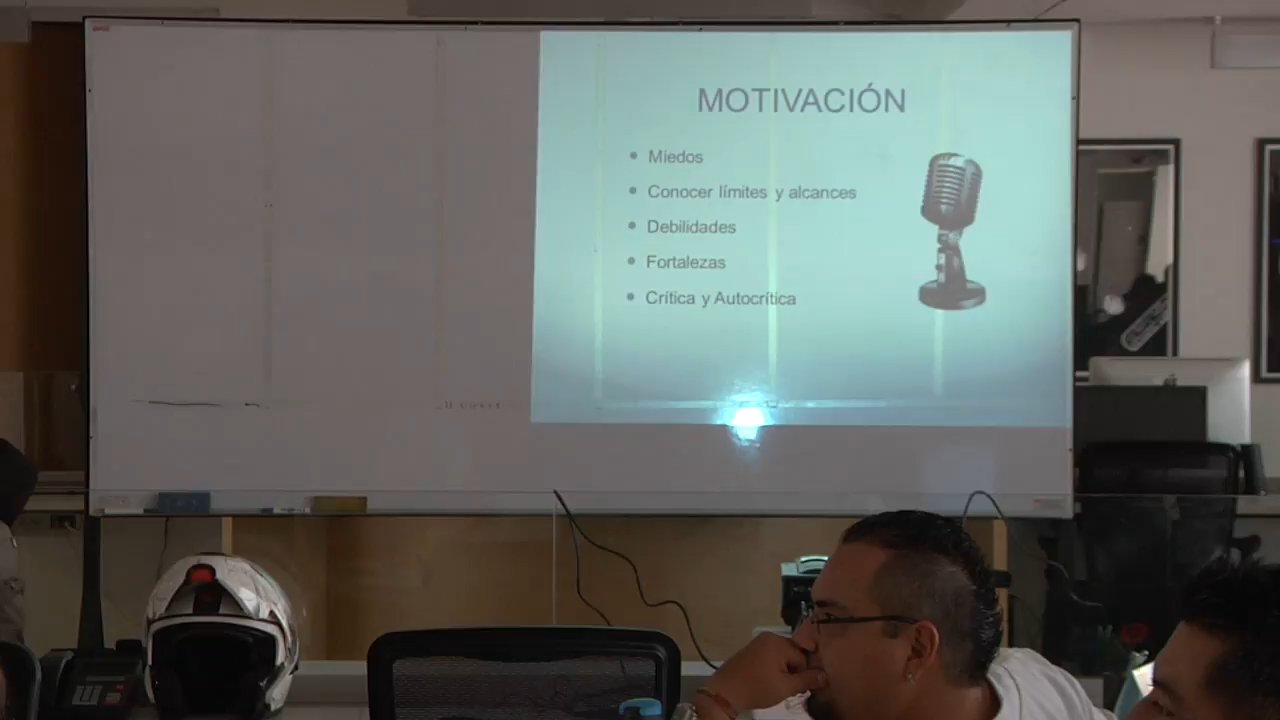 MOTIVACIÓN
Miedos
Conocer límites y alcances
Debilidades
Fortalezas
Crítica y Autocrítica